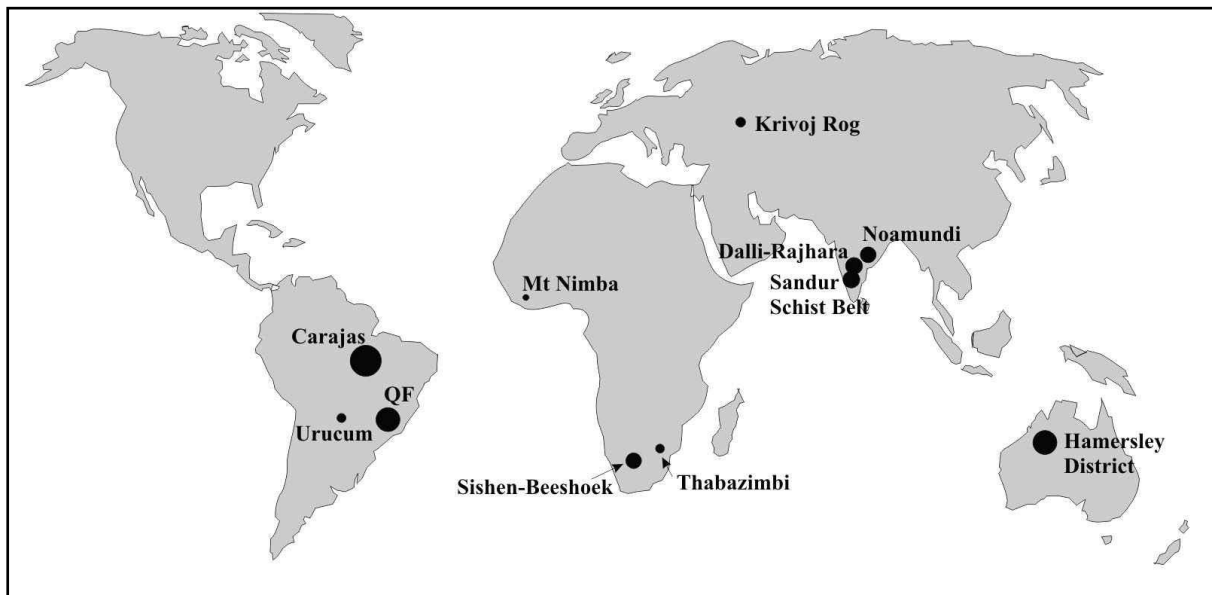 Krivoj Rog
Noamundi
Dalli-Rajhara
Sandur
Schist Belt
Mt Nimba
Carajas
QF
Urucum
Hamersley
District
Sishen-Beeshoek
Thabazimbi